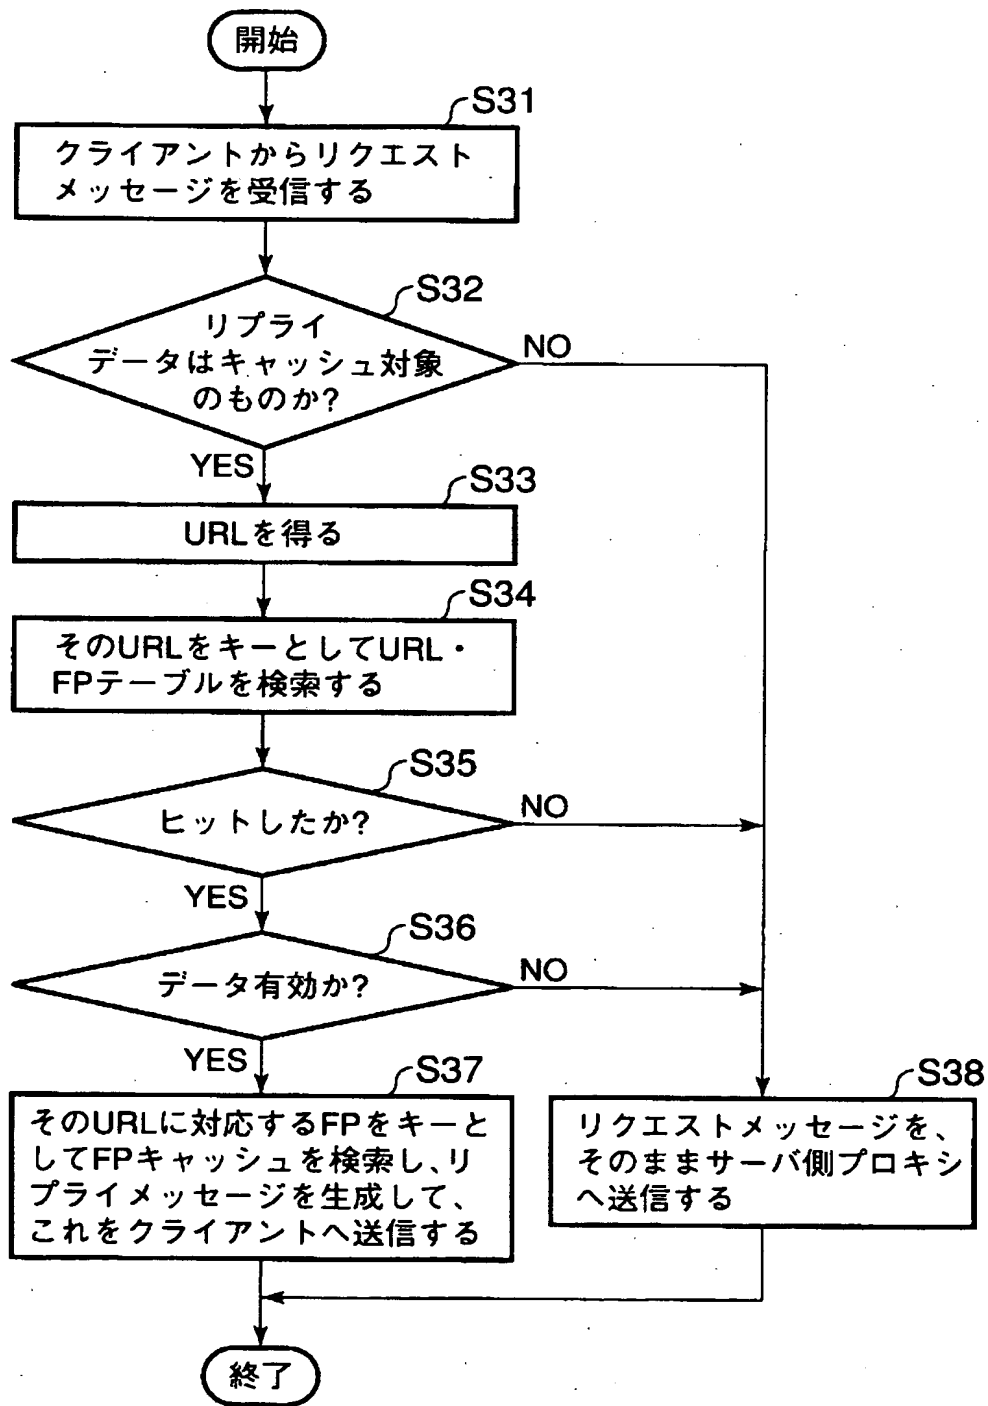 開始
S31
クライアントからリクエスト
メッセージを受信する
S32
リプライ
データはキャッシュ対象
のものか?
NO
YES
S33
URLを得る
S34
そのURLをキーとしてURL・
FPテーブルを検索する
S35
ヒットしたか?
NO
YES
S36
データ有効か?
NO
YES
S37
そのURLに対応するFPをキーと
してFPキャッシュを検索し、リ
プライメッセージを生成して、
これをクライアントへ送信する
S38
リクエストメッセージを、
そのままサーバ側プロキシ
へ送信する
終了